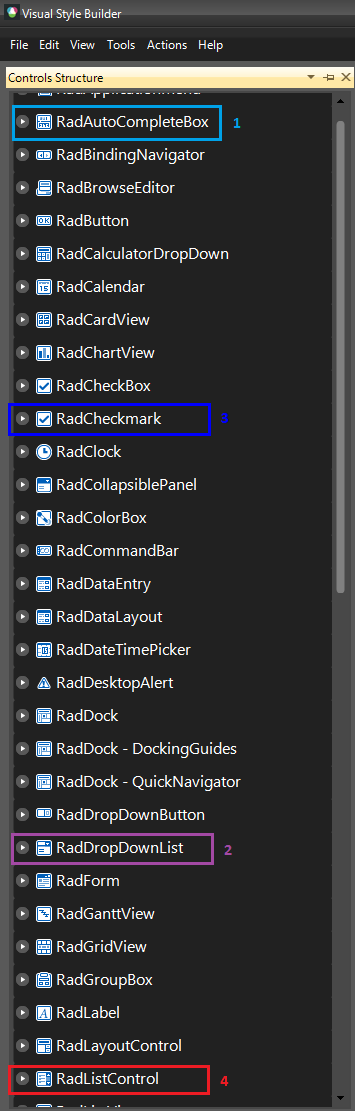 Visual Style Builder
File Edit View Tools Actions Help
Controls Structure
RadApplicationMenu
RadAutoCompleteBox 1
RadBindingNavigator
RadBrowseEditor
RadButton
RadCalculatorDropDown
RadCalendar
RadCardView
RadChartView
RadCheckBox
RadCheckmark 3
RadClock
RadCollapsiblePanel
RadColorBox
RadCommandBar
RadDataEntry
RadDataLayout
RadDateTimePicker
RadDesktopAlert
RadDock
RadDock - DockingGuides
RadDock - QuickNavigator
RadDropDownButton
RadDropDownList 2
RadForm
RadGanttView
RadGridView
RadGroupBox
RadLabel
RadLayoutControl
RadListControl 4